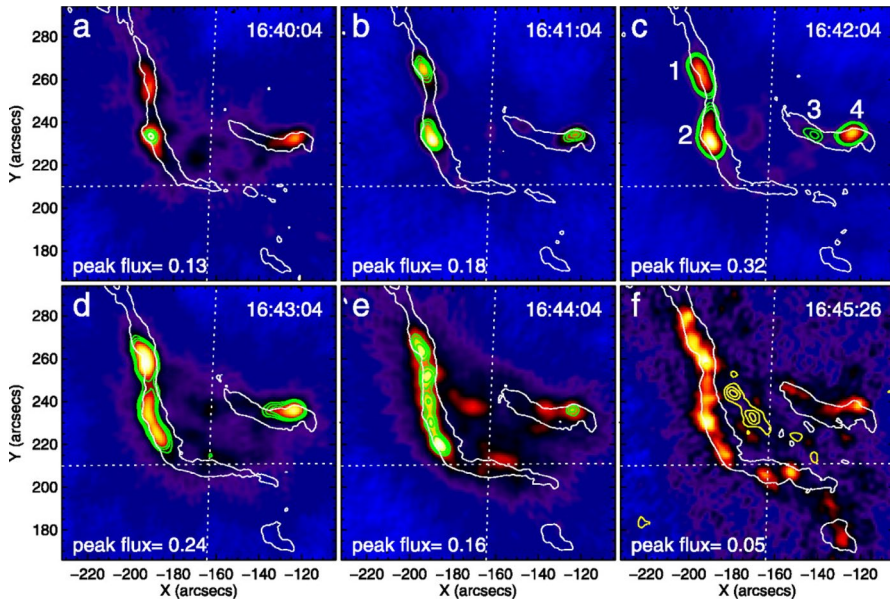 a 16:40:04
b 16:41:04
c 16:42:04
280
260
240
220
200
180
Y (arcsecs)
1
2
3
4
peak flux= 0.13
peak flux= 0.18
peak flux= 0.32
d 16:43:04
e 16:44:04
f 16:45:26
280
260
240
220
200
180
Y (arcsecs)
peak flux= 0.24
peak flux= 0.16
peak flux= 0.05
−220 −200 −180 −160 −140 −120
−220 −200 −180 −160 −140 −120
−220 −200 −180 −160 −140 −120
X (arcsecs)
X (arcsecs)
X (arcsecs)